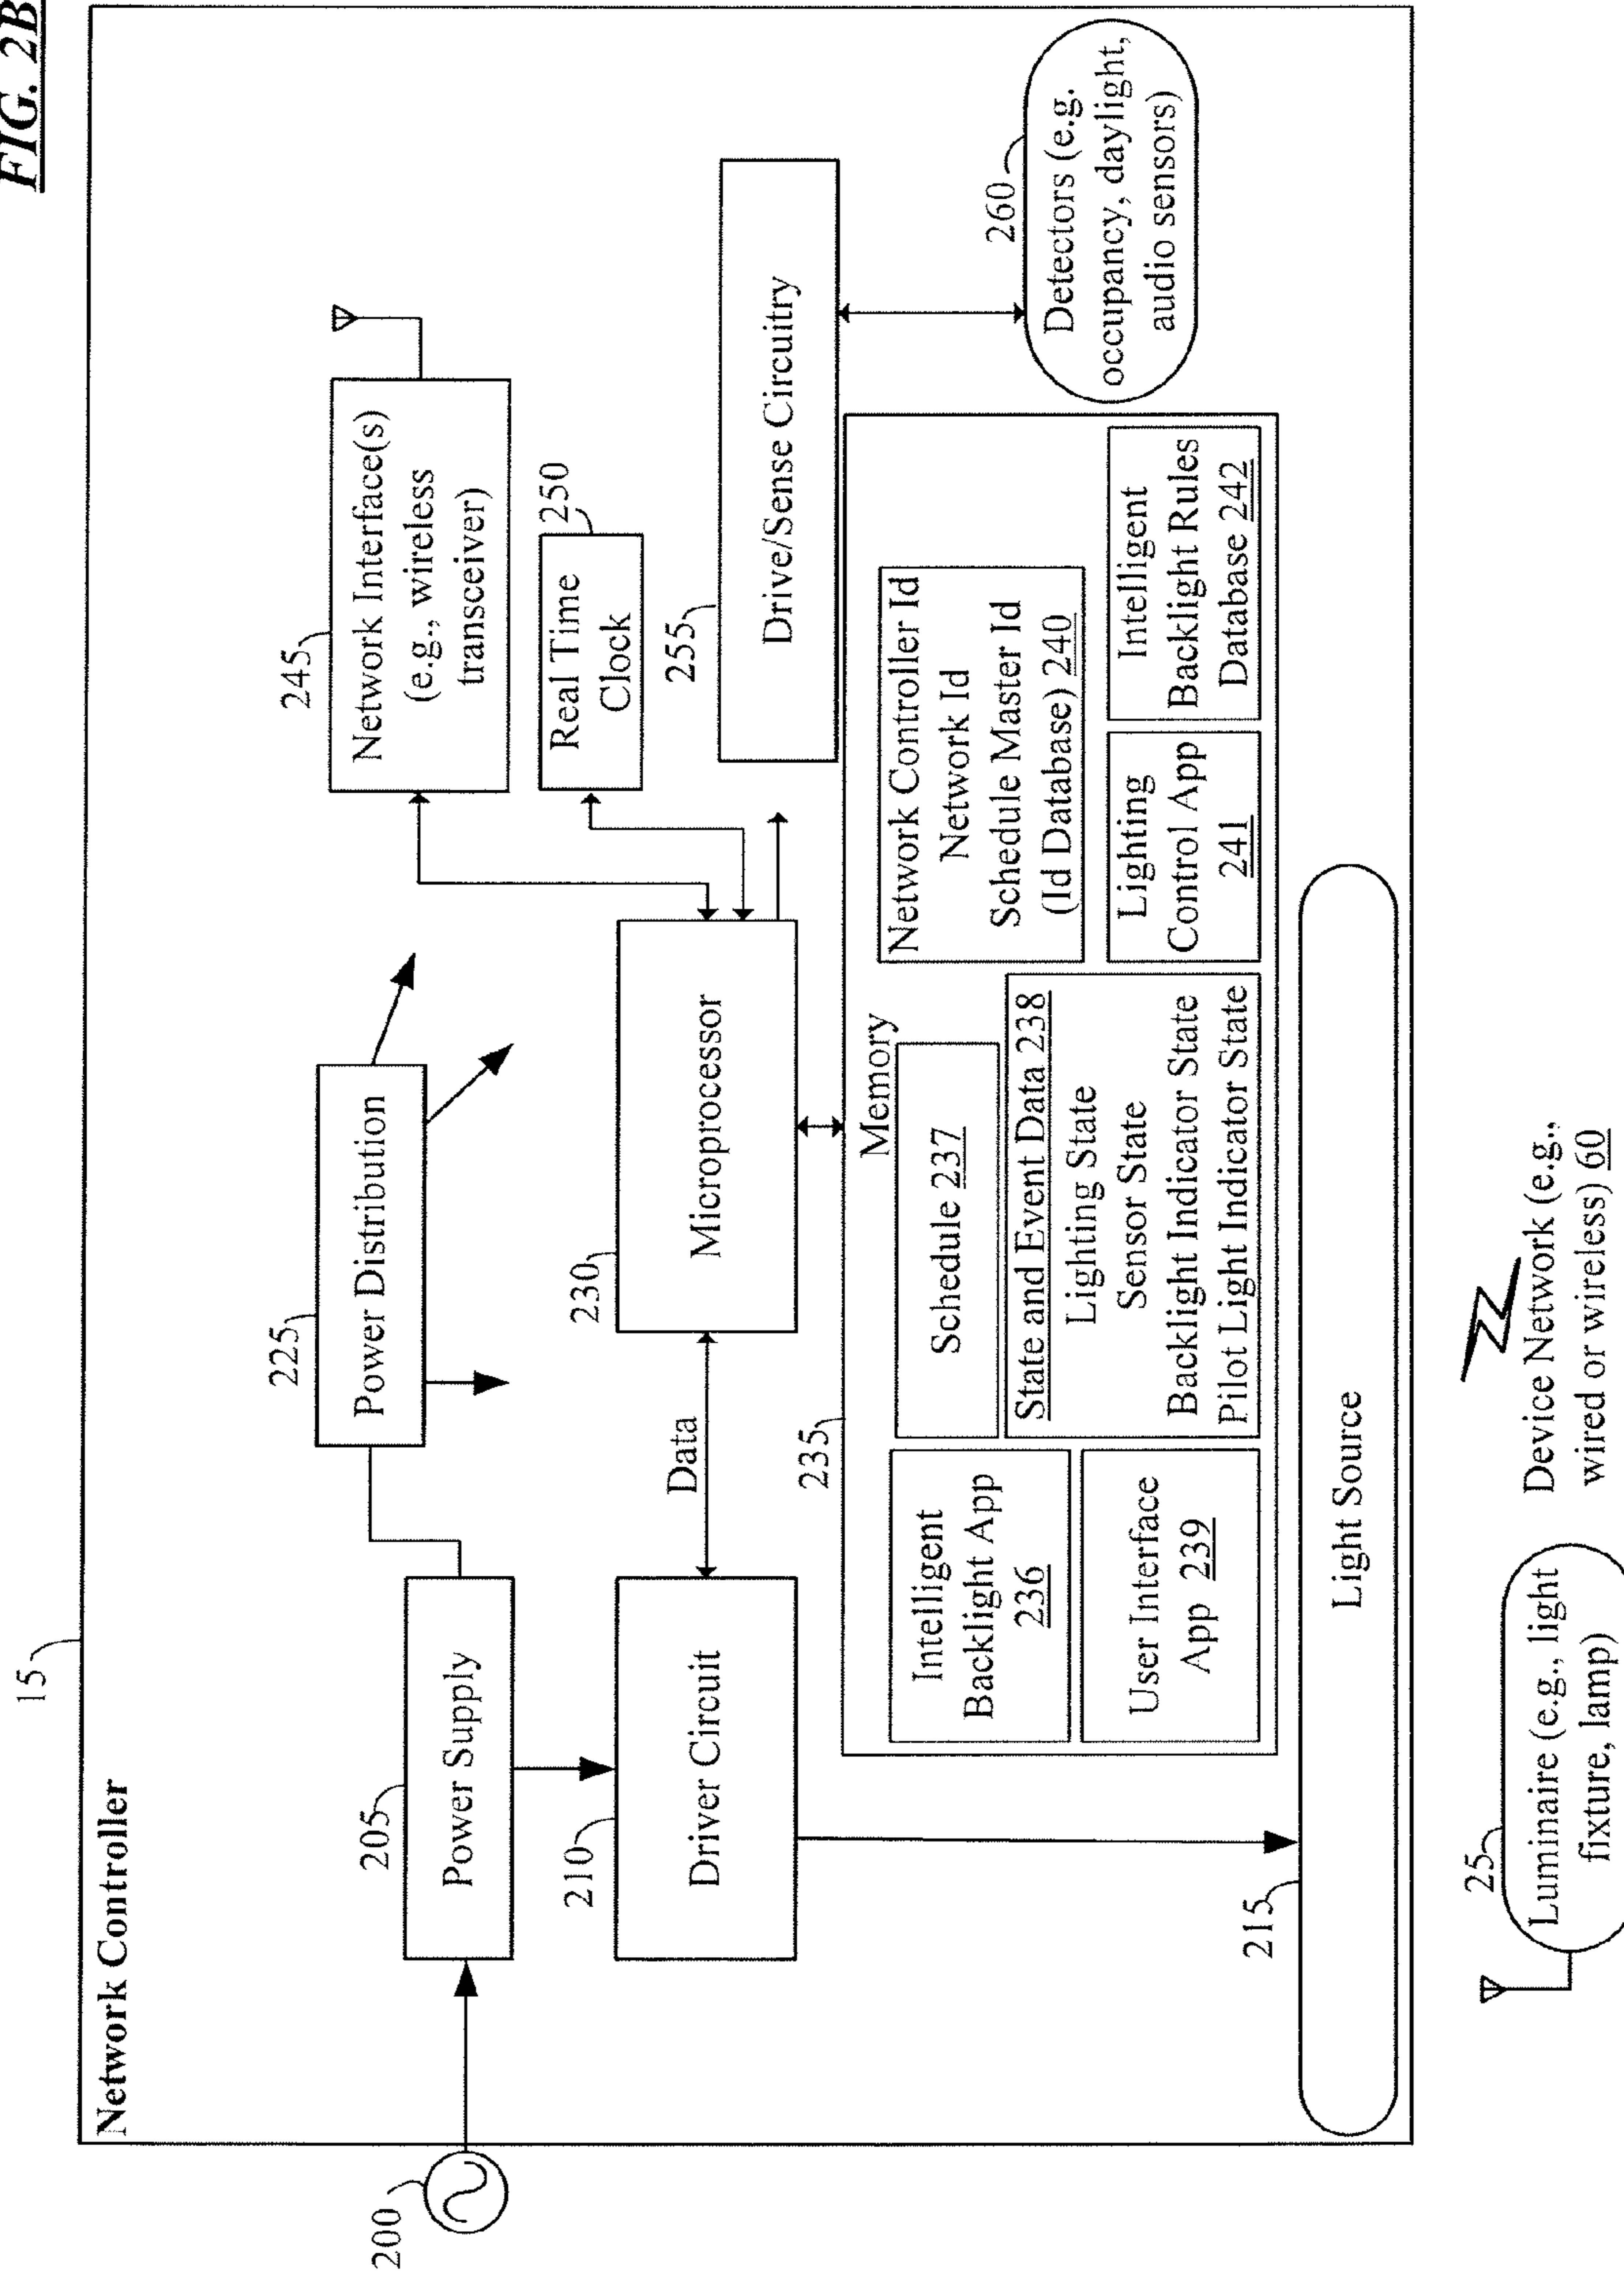 FIG. 2B
15
Network Controller
200
205
Power Supply
225
Power Distribution
245
Network Interface(s)
(e.g., wireless
transceiver)
250
Real Time
Clock
210
Driver Circuit
Data
230
Microprocessor
255
Drive/Sense Circuitry
235
Memory
Intelligent
Backlight App
236
User Interface
App 239
Schedule 237
State and Event Data 238
Lighting State
Sensor State
Backlight Indicator State
Pilot Light Indicator State
Network Controller Id
Network Id
Schedule Master Id
(Id Database) 240
Lighting
Control App
241
Intelligent
Backlight Rules
Database 242
260
Detectors (e.g.
occupancy, daylight,
audio sensors)
215
Light Source
25
Luminaire (e.g., light
fixture, lamp)
Device Network (e.g.,
wired or wireless) 60